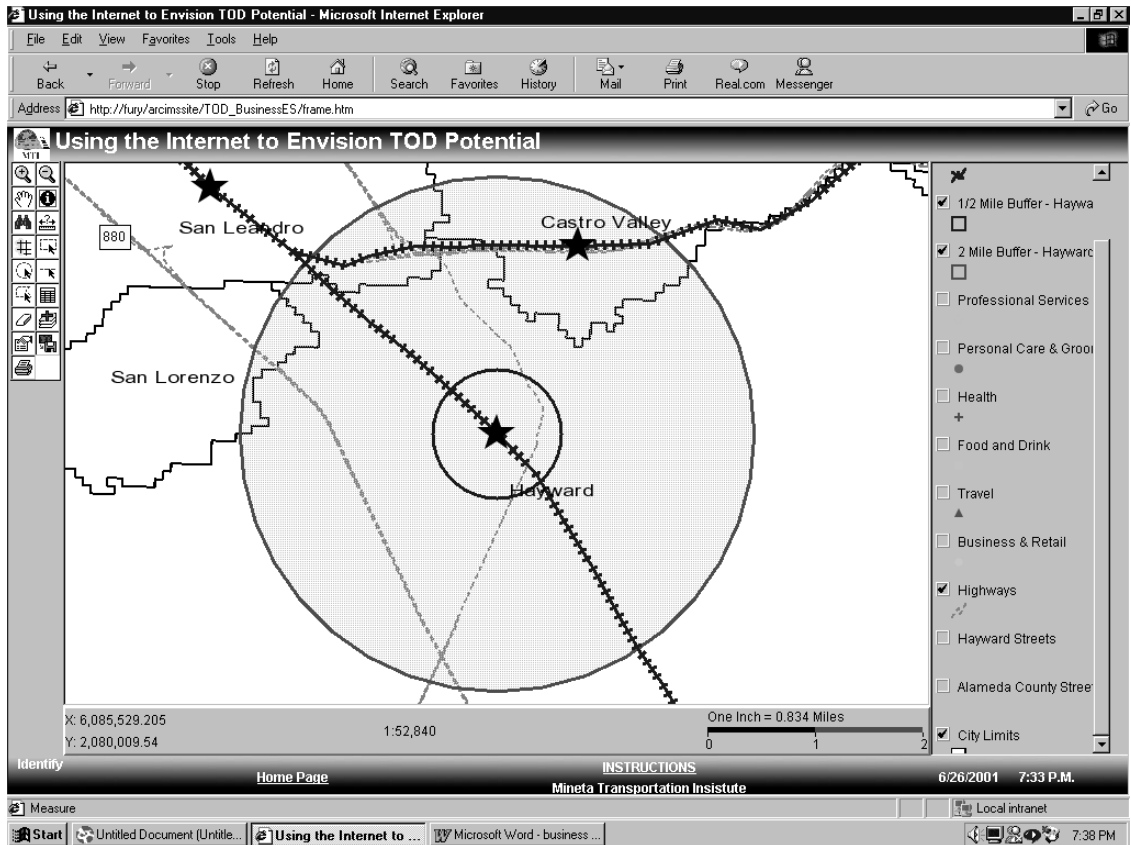 Using the Internet to Envision TOD Potential - Microsoft Internet Explorer
File Edit View Favorites Tools Help
Back Forward Stop Refresh Home Search Favorites History Mail Print Real.com Messenger
Address http://fury/arcimssite/TOD_BusinessES/frame.htm Go
MTI
Using the Internet to Envision TOD Potential
San Leandro
Castro Valley
880
San Lorenzo
Hayward
1/2 Mile Buffer - Haywa
2 Mile Buffer - Hayward
Professional Services
Personal Care & Groo
Health
Food and Drink
Travel
Business & Retail
Highways
Hayward Streets
Alameda County Stree
City Limits
X: 6,085,529.205
Y: 2,080,009.54
1:52,840
One Inch = 0.834 Miles
0 1 2
Identify
Home Page
INSTRUCTIONS
Mineta Transportation Insistute
6/26/2001 7:33 P.M.
Measure
Local intranet
Start Untitled Document (Untitle... Using the Internet to ... Microsoft Word - business ... 7:38 PM